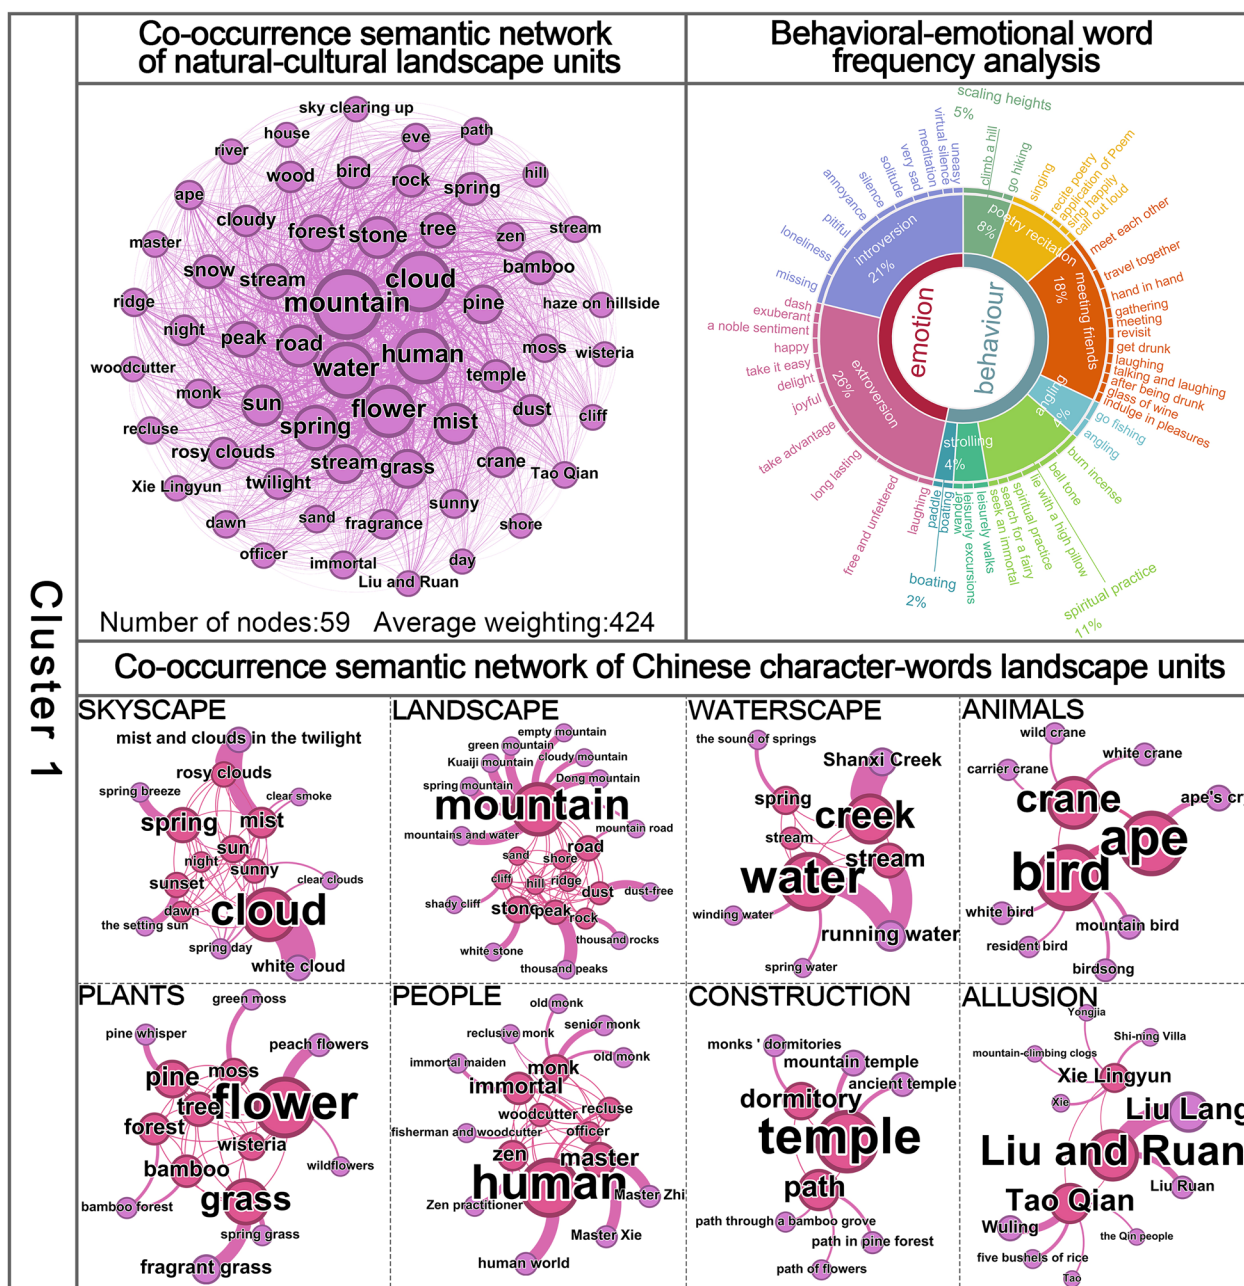 Cluster 1
Co-occurrence semantic network
of natural-cultural landscape units
sky clearing up
house
eve
path
river
wood
bird
rock
spring
hill
ape
cloudy
forest
stone
tree
zen
stream
master
snow
stream
cloud
bamboo
ridge
mountain
pine
haze on hillside
night
peak
road
human
moss
wisteria
woodcutter
water
temple
monk
sun
flower
mist
dust
cliff
recluse
spring
rosy clouds
stream
grass
crane
Tao Qian
Xie Lingyun
twilight
sunny
dawn
sand
fragrance
shore
officer
immortal
day
Liu and Ruan
Number of nodes:59
Average weighting:424
Behavioral-emotional word
frequency analysis
emotion
behaviour
scaling heights
5%
climb a hill
go hiking
8%
poetry recitation
singing
recite poetry
application of Poem
sing happily
call out loud
meeting friends
18%
meet each other
travel together
hand in hand
gathering
meeting
revisit
get drunk
laughing
talking and laughing
after being drunk
glass of wine
indulge in pleasures
angling
4%
go fishing
angling
burn incense
bell tone
lie with a high pillow
spiritual practice
search for a fairy
seek an immortal
spiritual practice
11%
strolling
4%
leisurely walks
leisurely excursions
wander
boating
paddle
boating
2%
extroversion
26%
laughing
free and unfettered
long lasting
take advantage
joyful
delight
take it easy
happy
a noble sentiment
exuberant
dash
introversion
21%
missing
loneliness
pitiful
annoyance
silence
solitude
very sad
meditation
virtual silence
uneasy
Co-occurrence semantic network of Chinese character-words landscape units
SKYSCAPE
mist and clouds in the twilight
rosy clouds
spring breeze
clear smoke
spring
mist
sun
night
sunny
sunset
clear clouds
dawn
cloud
the setting sun
spring day
white cloud
LANDSCAPE
empty mountain
green mountain
cloudy mountain
Kuaiji mountain
Dong mountain
spring mountain
mountain
mountains and water
mountain road
road
sand
shore
cliff
hill
ridge
dust
dust-free
shady cliff
stone
peak
rock
white stone
thousand rocks
thousand peaks
WATERSCAPE
the sound of springs
Shanxi Creek
spring
creek
stream
stream
water
winding water
running water
spring water
ANIMALS
wild crane
white crane
carrier crane
crane
ape's cr
ape
bird
white bird
mountain bird
resident bird
birdsong
PLANTS
green moss
pine whisper
peach flowers
pine
moss
tree
flower
forest
wisteria
bamboo
wildflowers
grass
bamboo forest
spring grass
fragrant grass
PEOPLE
old monk
reclusive monk
senior monk
immortal maiden
monk
old monk
immortal
woodcutter
recluse
fisherman and woodcutter
officer
zen
master
human
Zen practitioner
Master Zhi
Master Xie
human world
CONSTRUCTION
monks ' dormitories
mountain temple
ancient temple
dormitory
temple
path
path through a bamboo grove
path in pine forest
path of flowers
ALLUSION
Yongjia
Shi-ning Villa
mountain-climbing clogs
Xie Lingyun
Xie
Liu Lang
Liu and Ruan
Liu Ruan
Tao Qian
Wuling
the Qin people
five bushels of rice
Tao